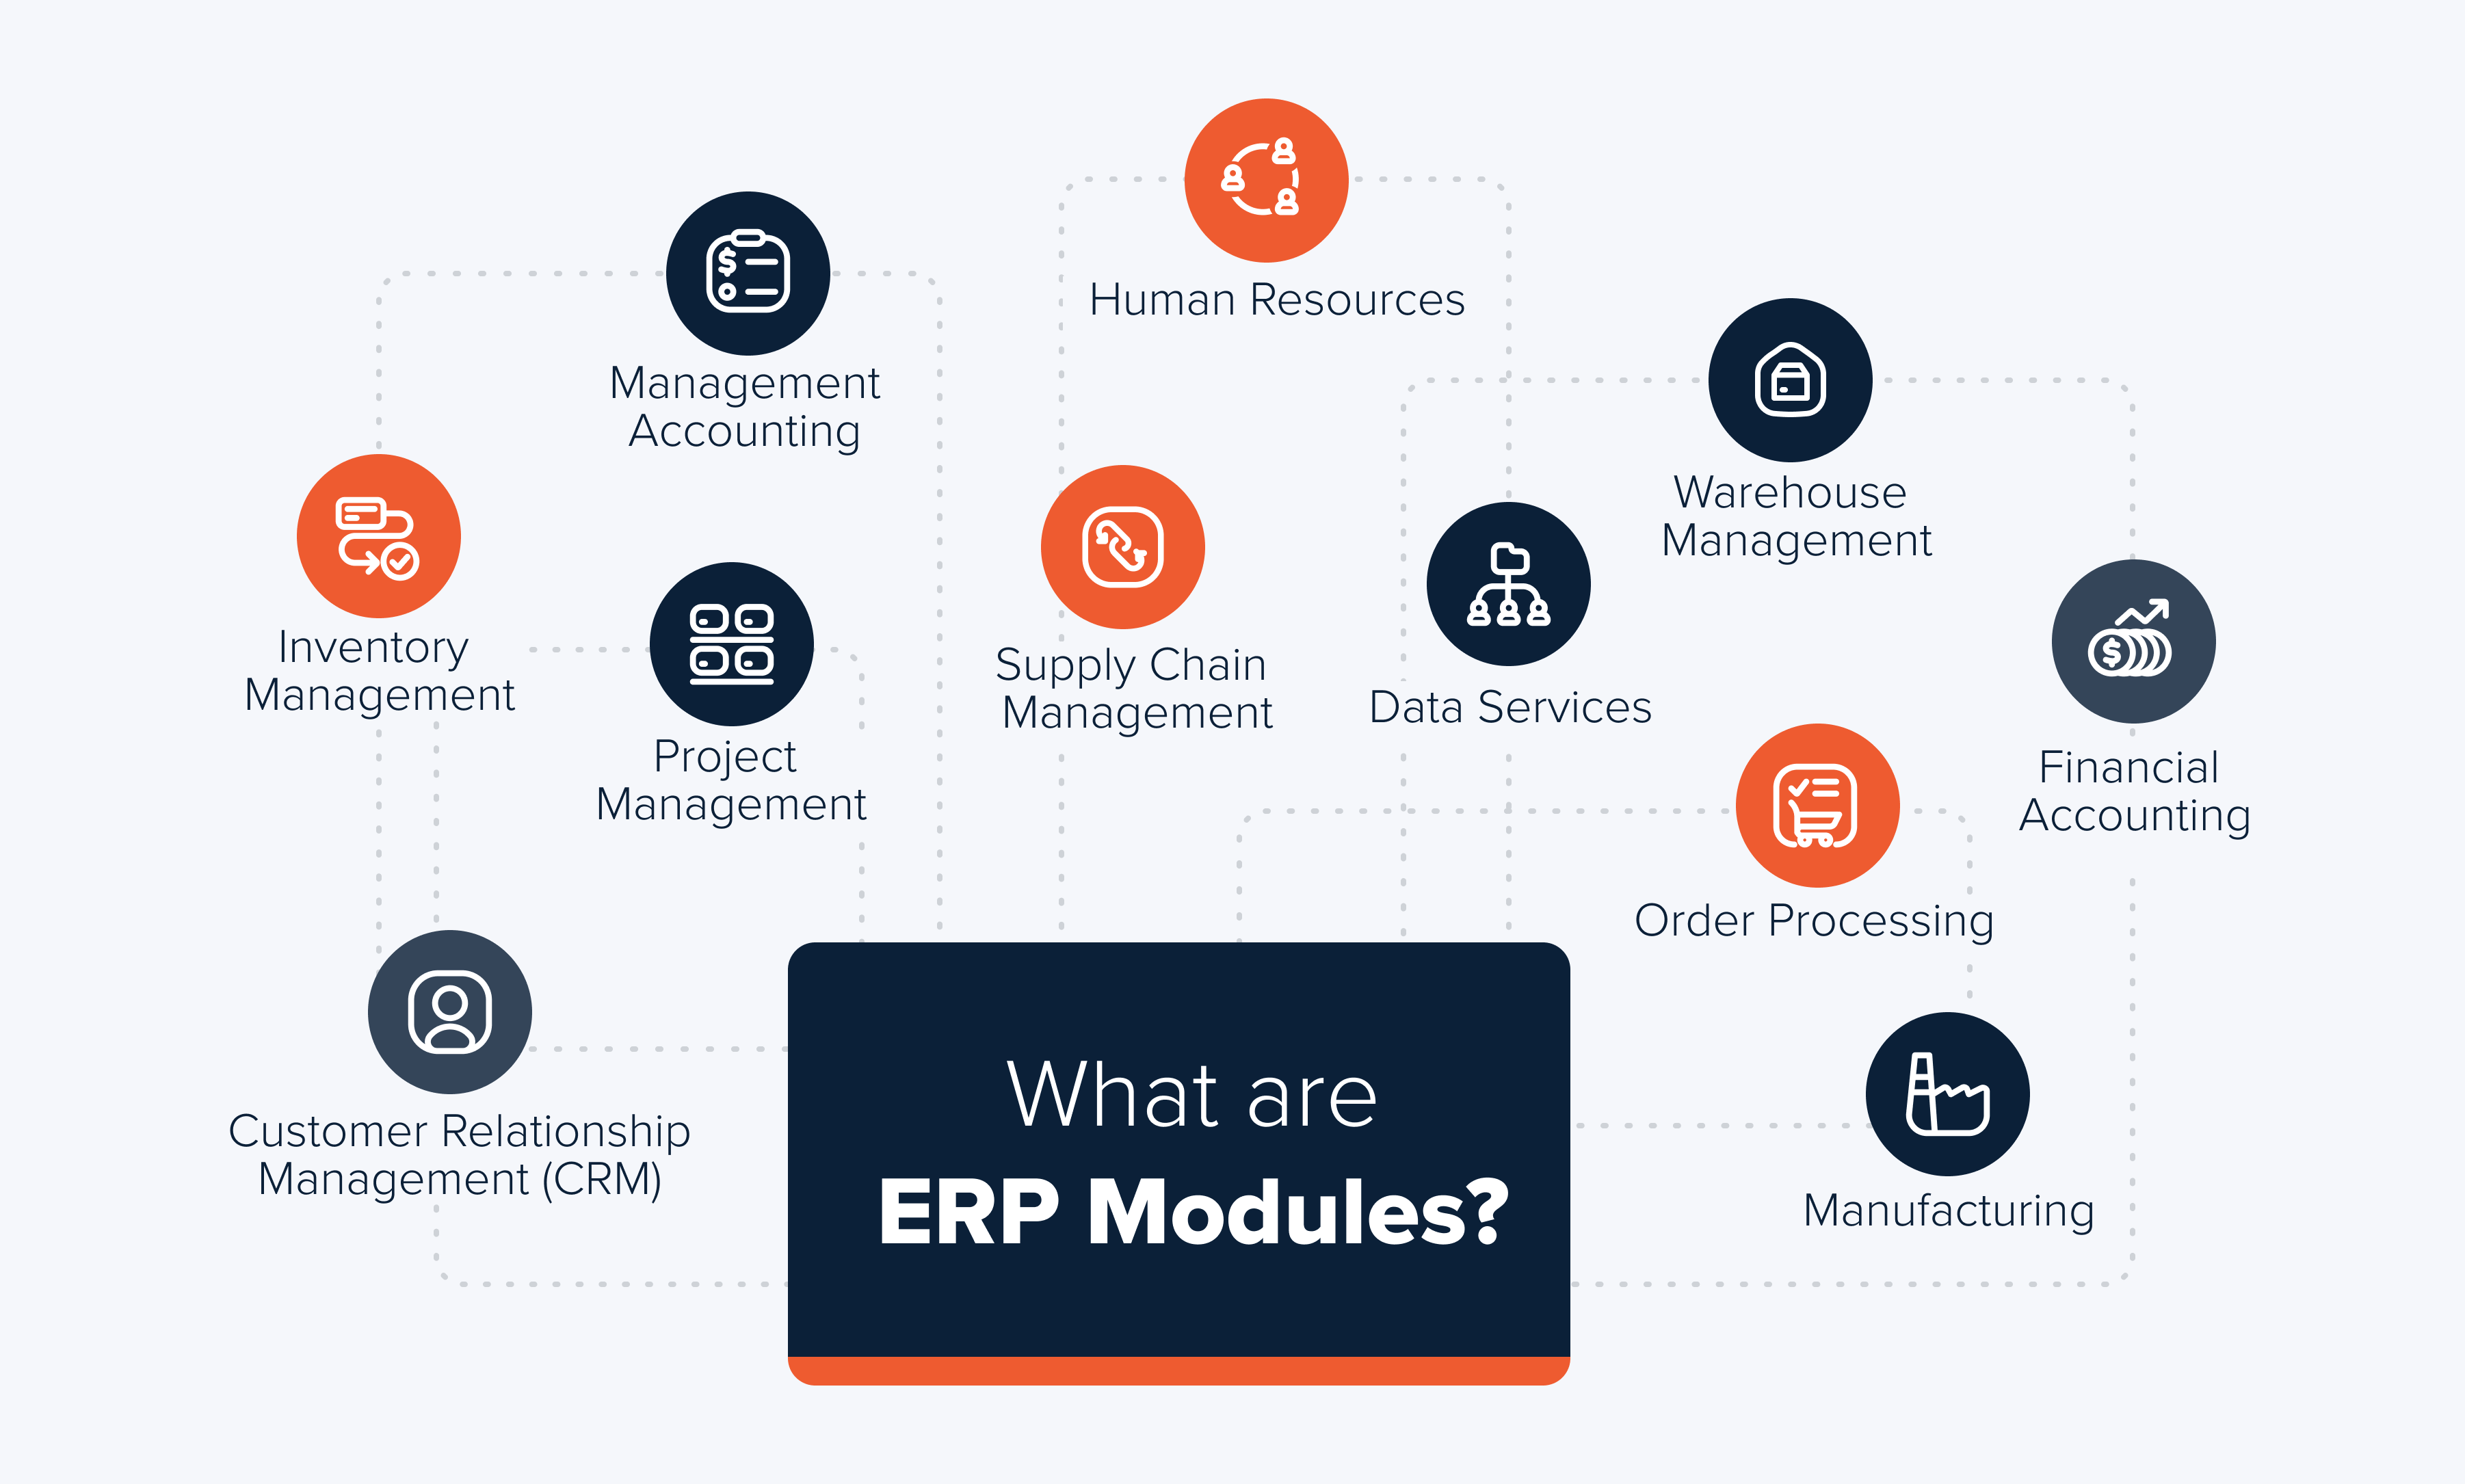 Human Resources
Management
Accounting
Warehouse
Management
Inventory
Management
Supply Chain
Management
Data Services
Project
Management
Financial
Accounting
Order Processing
Customer Relationship
Management (CRM)
Manufacturing
What are
ERP Modules?